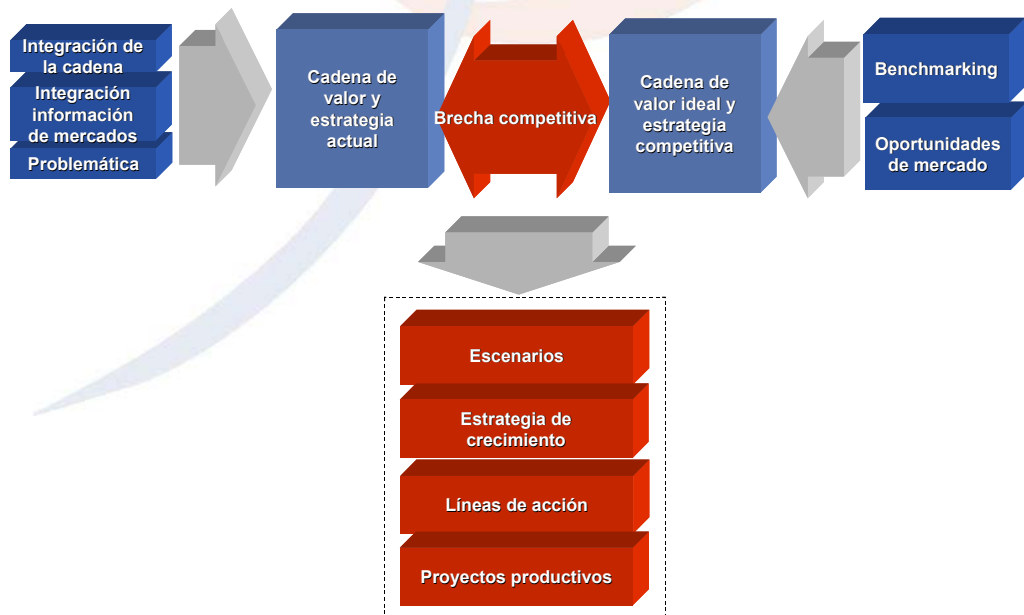 Integración de
la cadena
Integración
información
de mercados
Problemática
Cadena de
valor y
estrategia
actual
Brecha competitiva
Cadena de
valor ideal y
estrategia
competitiva
Benchmarking
Oportunidades
de mercado
Escenarios
Estrategia de
crecimiento
Líneas de acción
Proyectos productivos